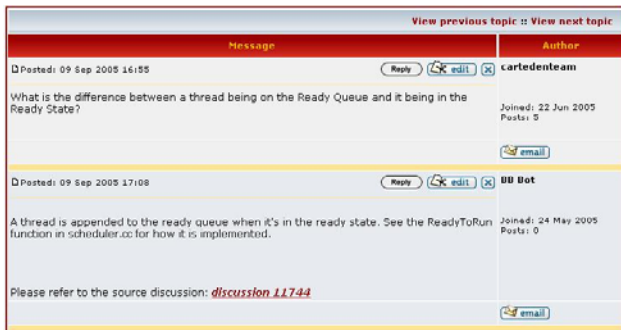 View previous topic :: View next topic
Message
Author
Posted: 09 Sep 2005 16:55
Reply
edit
cartedenteam
What is the difference between a thread being on the Ready Queue and it being in the
Ready State?
Joined: 22 Jun 2005
Posts: 5
email
Posted: 09 Sep 2005 17:08
Reply
edit
BB Bot
A thread is appended to the ready queue when it's in the ready state. See the ReadyToRun
function in scheduler.cc for how it is implemented.
Joined: 24 May 2005
Posts: 0
Please refer to the source discussion: discussion 11744
email